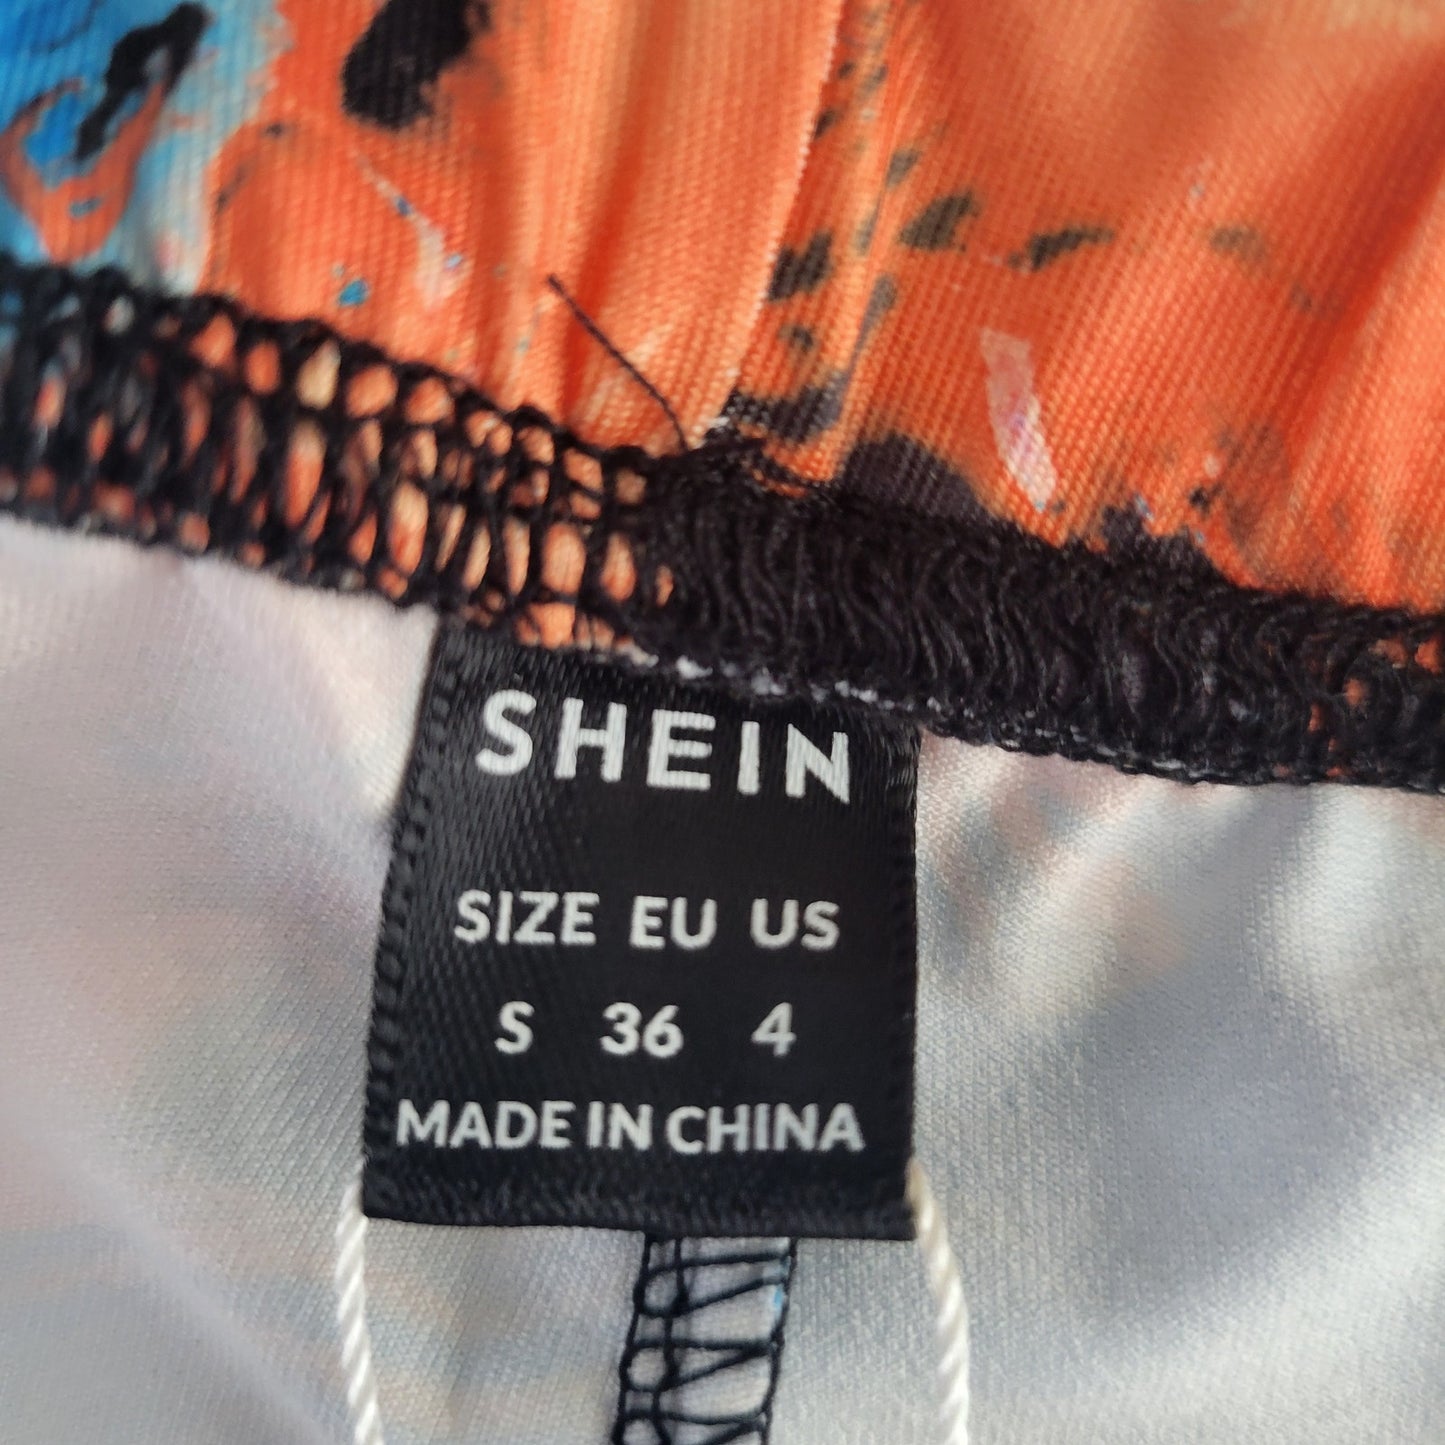 SHEIN
SIZE EU US
S 36 4
MADE IN CHINA